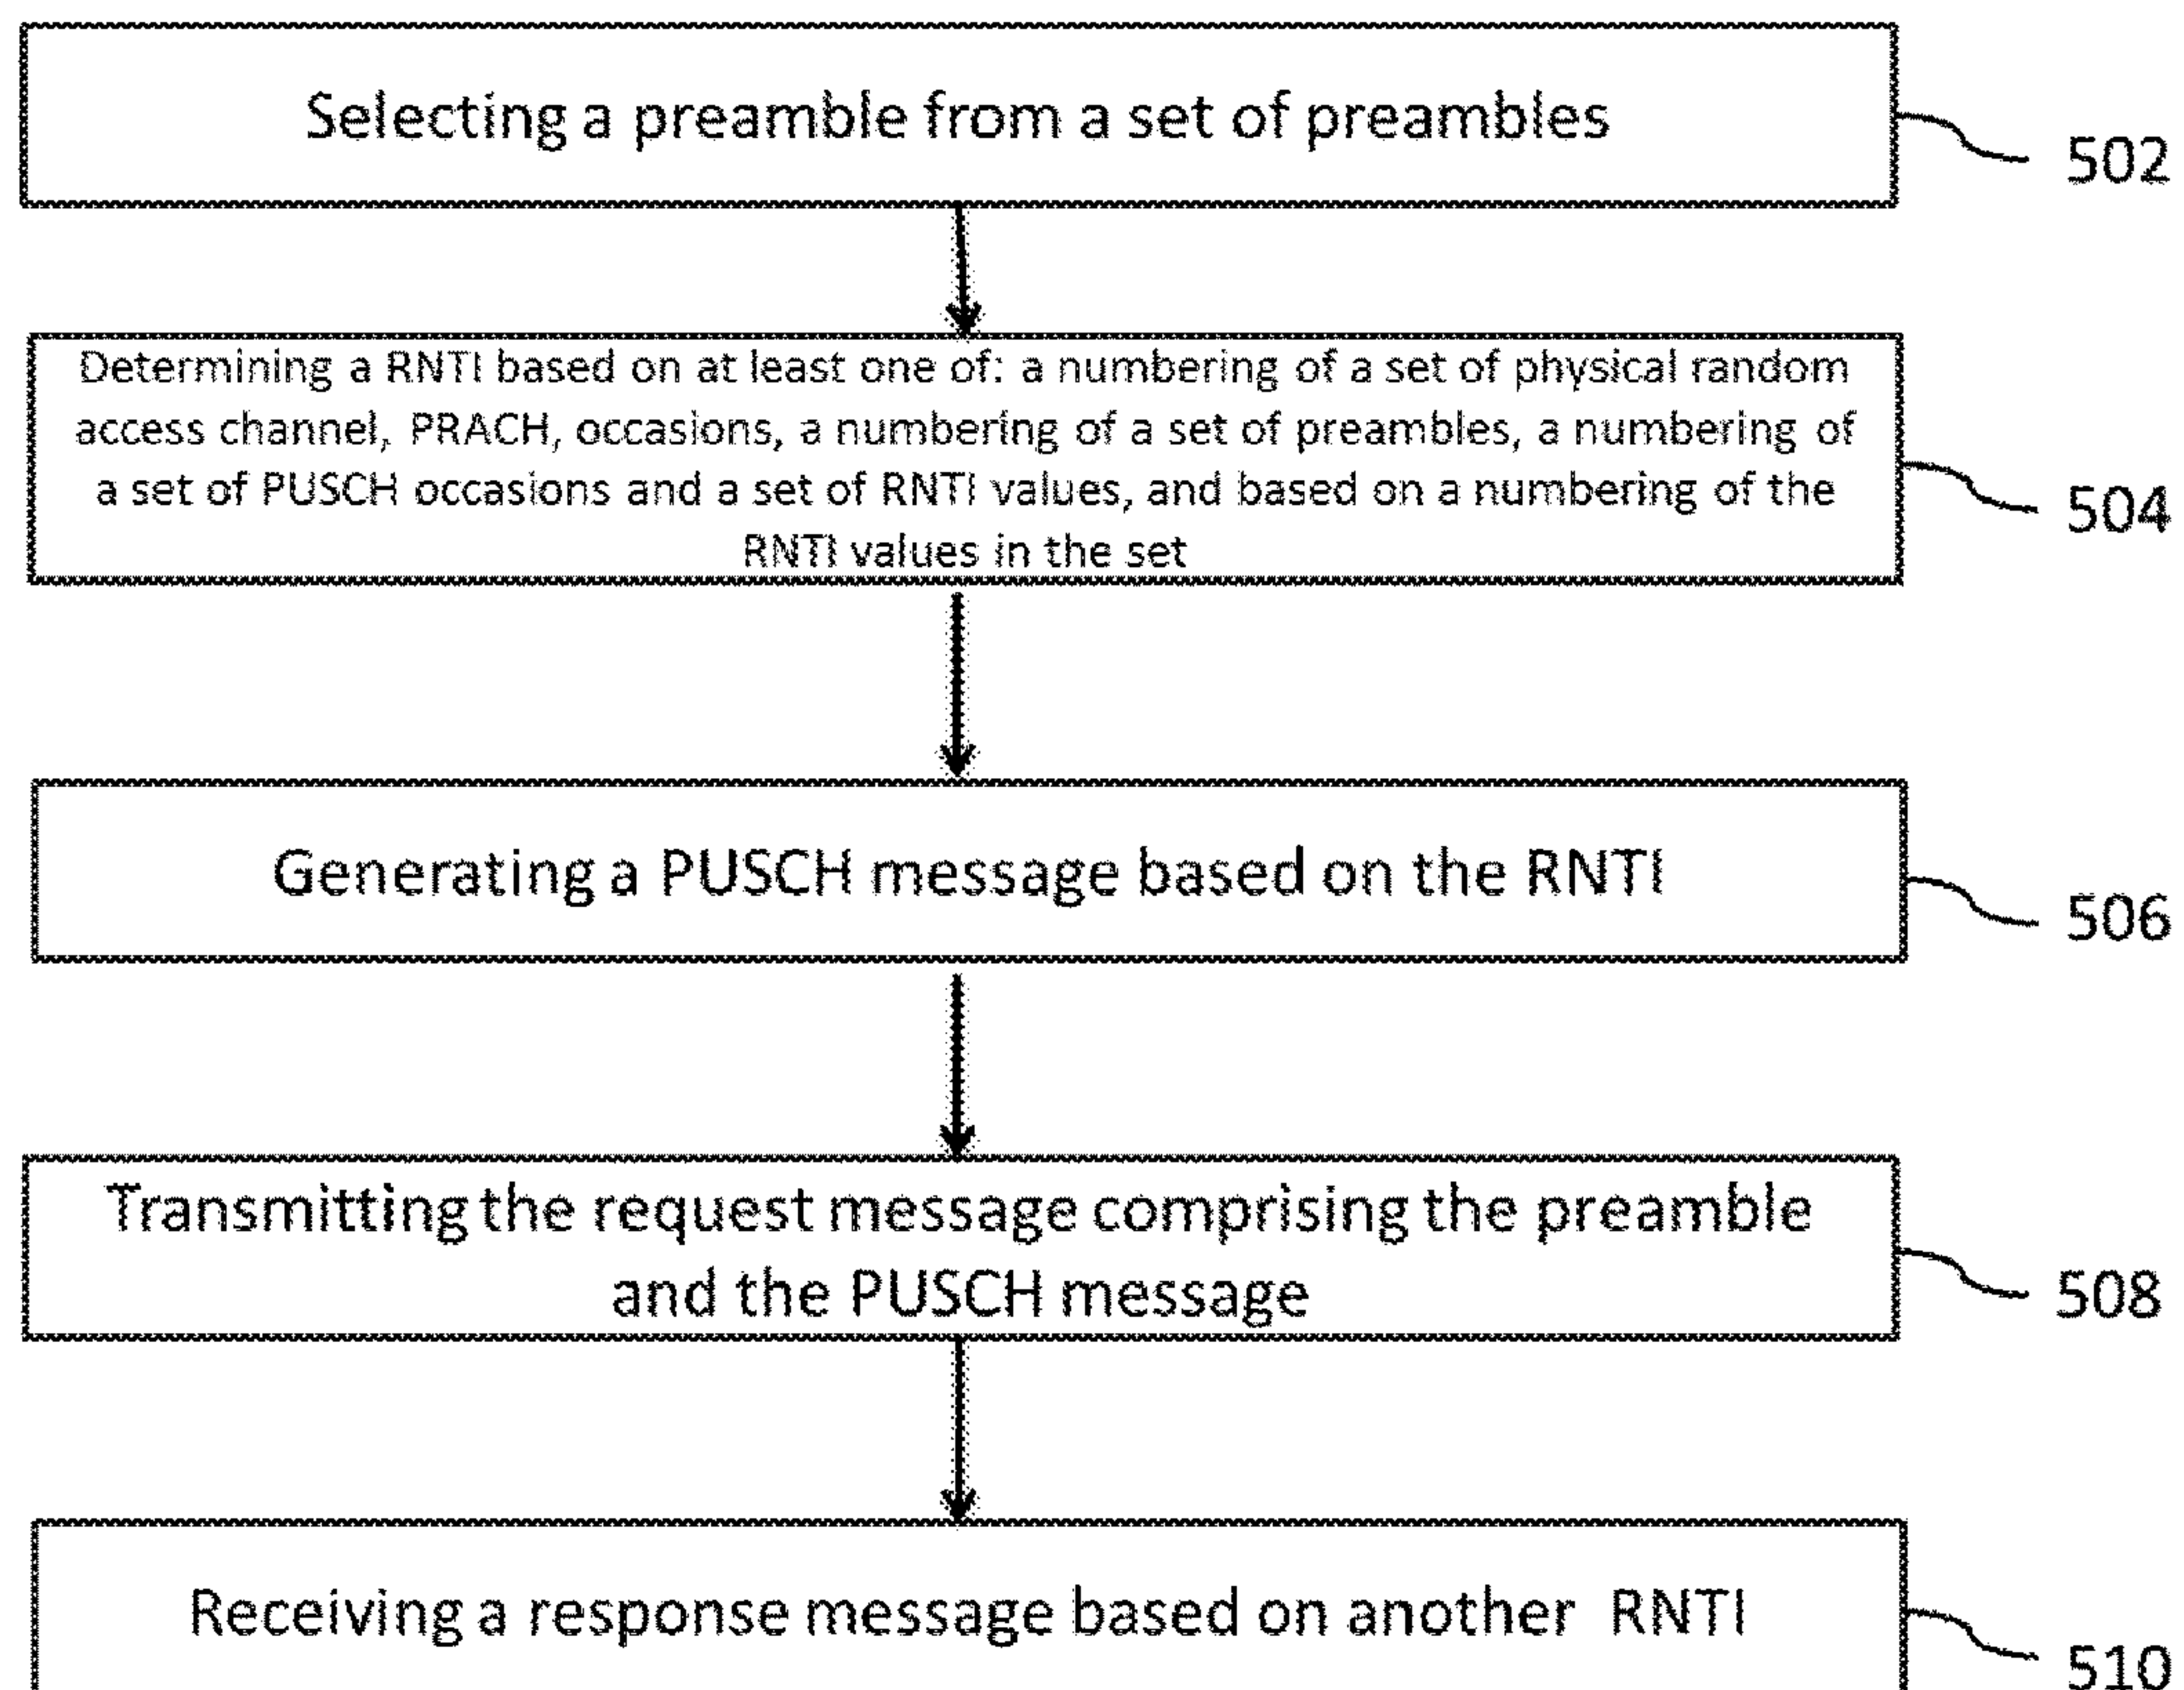 Selecting a preamble from a set of preambles
502
Determining a RNTI based on at least one of: a numbering of a set of physical random
access channel, PRACH, occasions, a numbering of a set of preambles, a numbering of
a set of PUSCH occasions and a set of RNTI values, and based on a numbering of the
RNTI values in the set
504
Generating a PUSCH message based on the RNTI
506
Transmitting the request message comprising the preamble
and the PUSCH message
508
Receiving a response message based on another RNTI
510